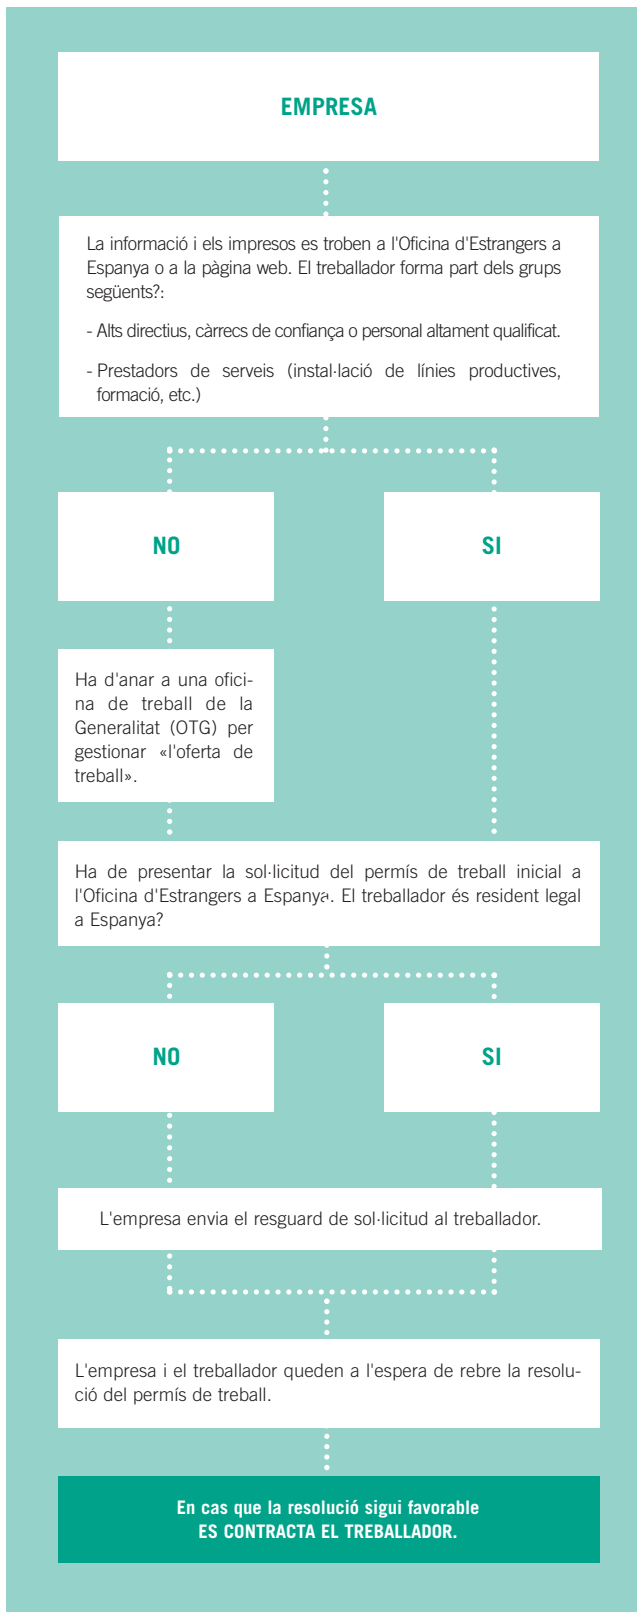 EMPRESA
La informació i els impresos es troben a l'Oficina d'Estrangers a
Espanya o a la pàgina web. El treballador forma part dels grups
següents?:
- Alts directius, càrrecs de confiança o personal altament qualificat.
- Prestadors de serveis (instal·lació de línies productives,
formació, etc.)
NO
SI
Ha d'anar a una ofici-
na de treball de la
Generalitat (OTG) per
gestionar «l'oferta de
treball».
Ha de presentar la sol·licitud del permís de treball inicial a
l'Oficina d'Estrangers a Espanya. El treballador és resident legal
a Espanya?
NO
SI
L'empresa envia el resguard de sol·licitud al treballador.
L'empresa i el treballador queden a l'espera de rebre la resolu-
ció del permís de treball.
En cas que la resolució sigui favorable
ES CONTRACTA EL TREBALLADOR.